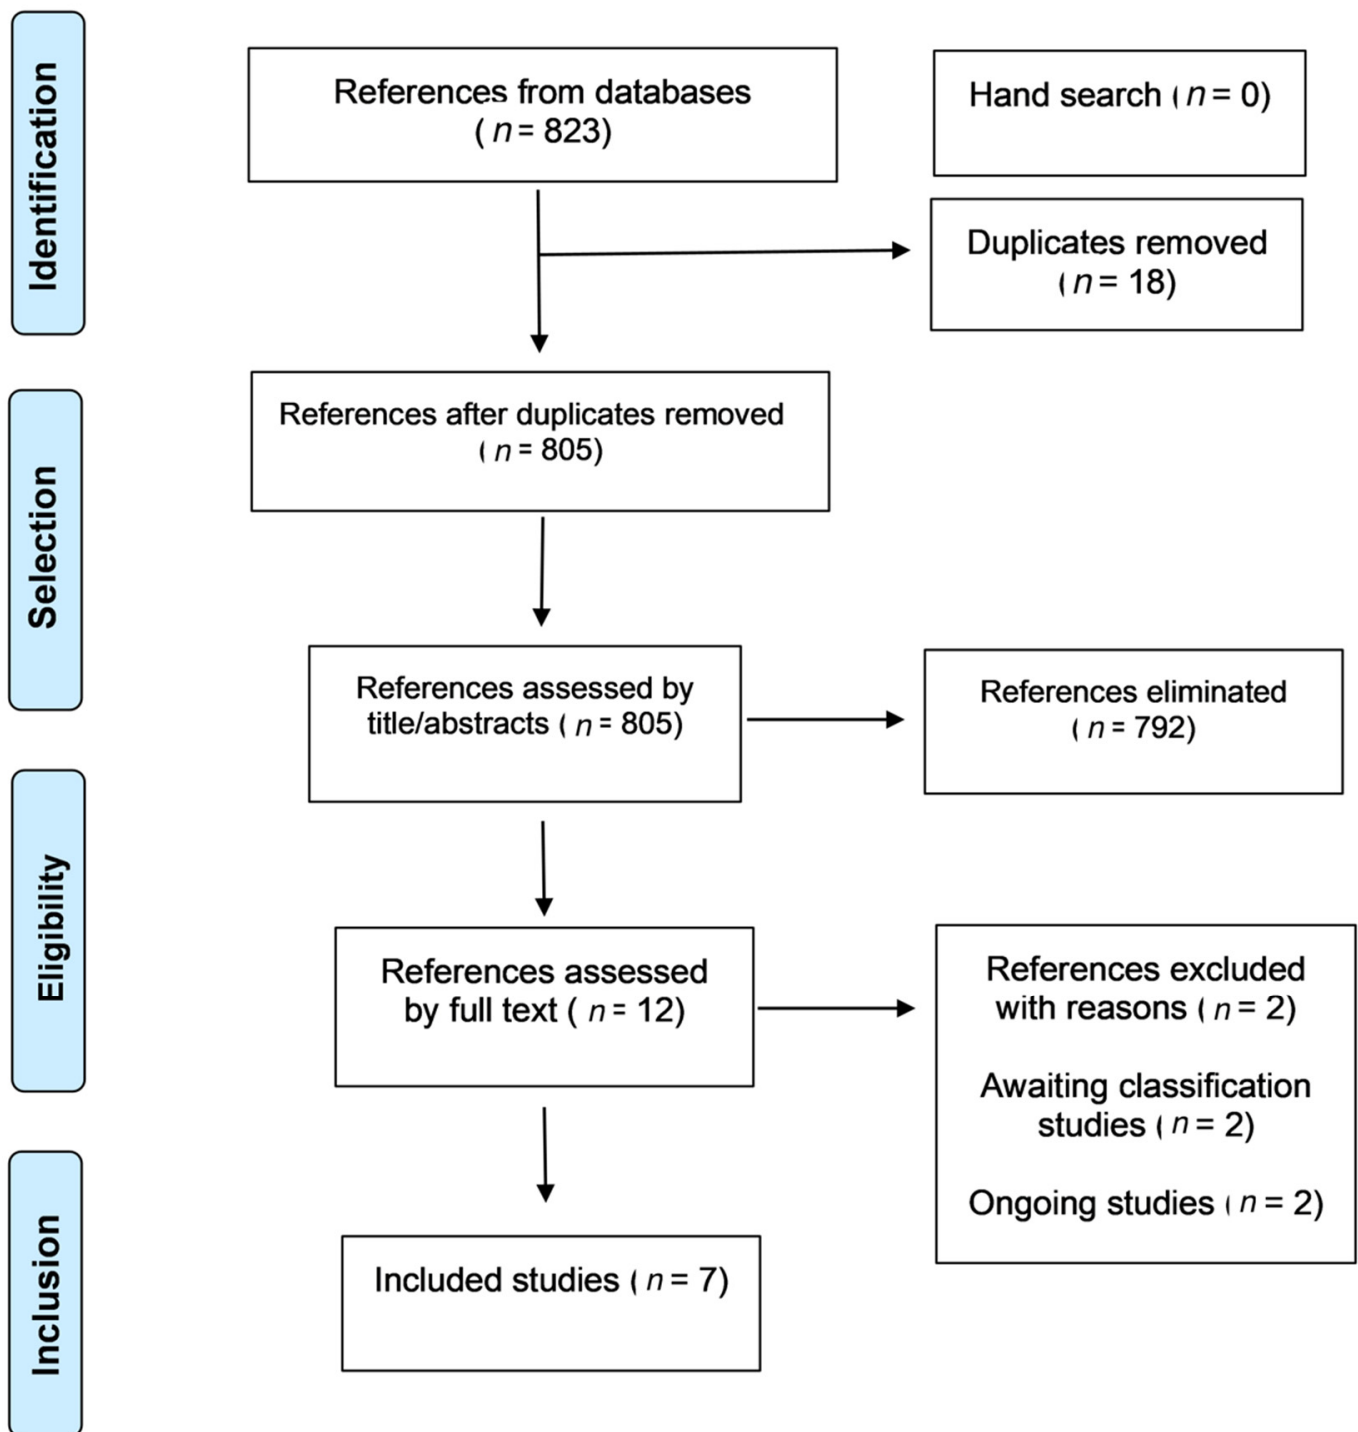 Identification
References from databases
( n = 823)
Hand search ( n = 0)
Duplicates removed
( n = 18)
Selection
References after duplicates removed
( n = 805)
References assessed by
title/abstracts ( n = 805)
References eliminated
( n = 792)
Eligibility
References assessed
by full text ( n = 12)
References excluded
with reasons ( n = 2)
Awaiting classification
studies ( n = 2)
Ongoing studies ( n = 2)
Inclusion
Included studies ( n = 7)